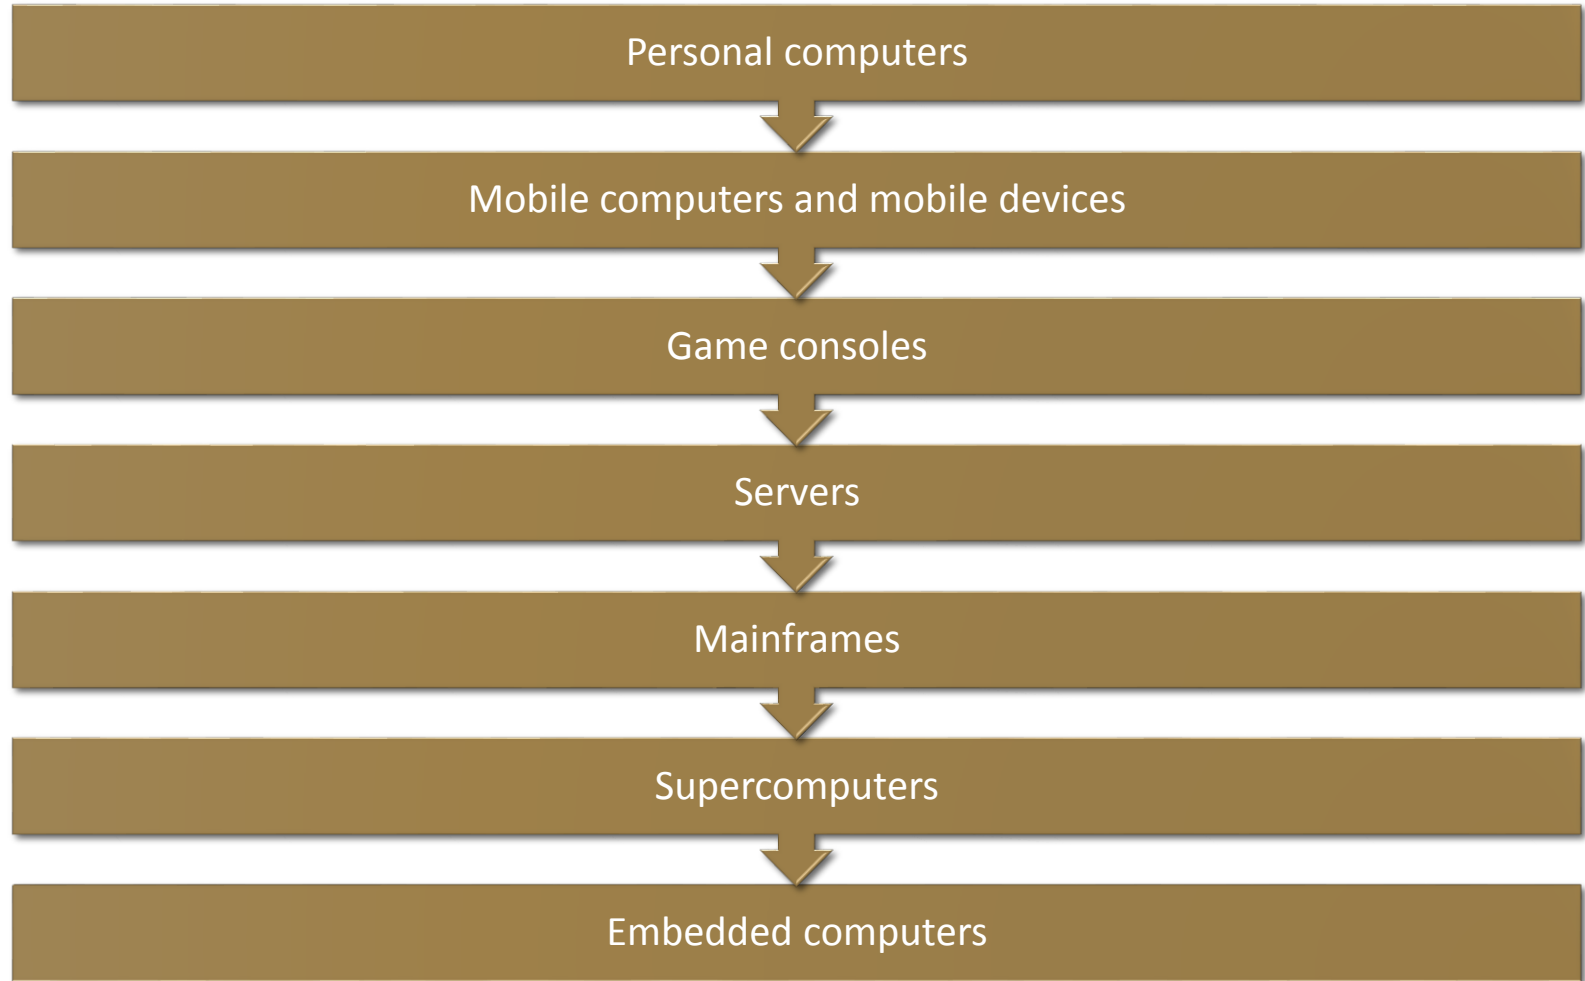 Personal computers
Mobile computers and mobile devices
Game consoles
Servers
Mainframes
Supercomputers
Embedded computers